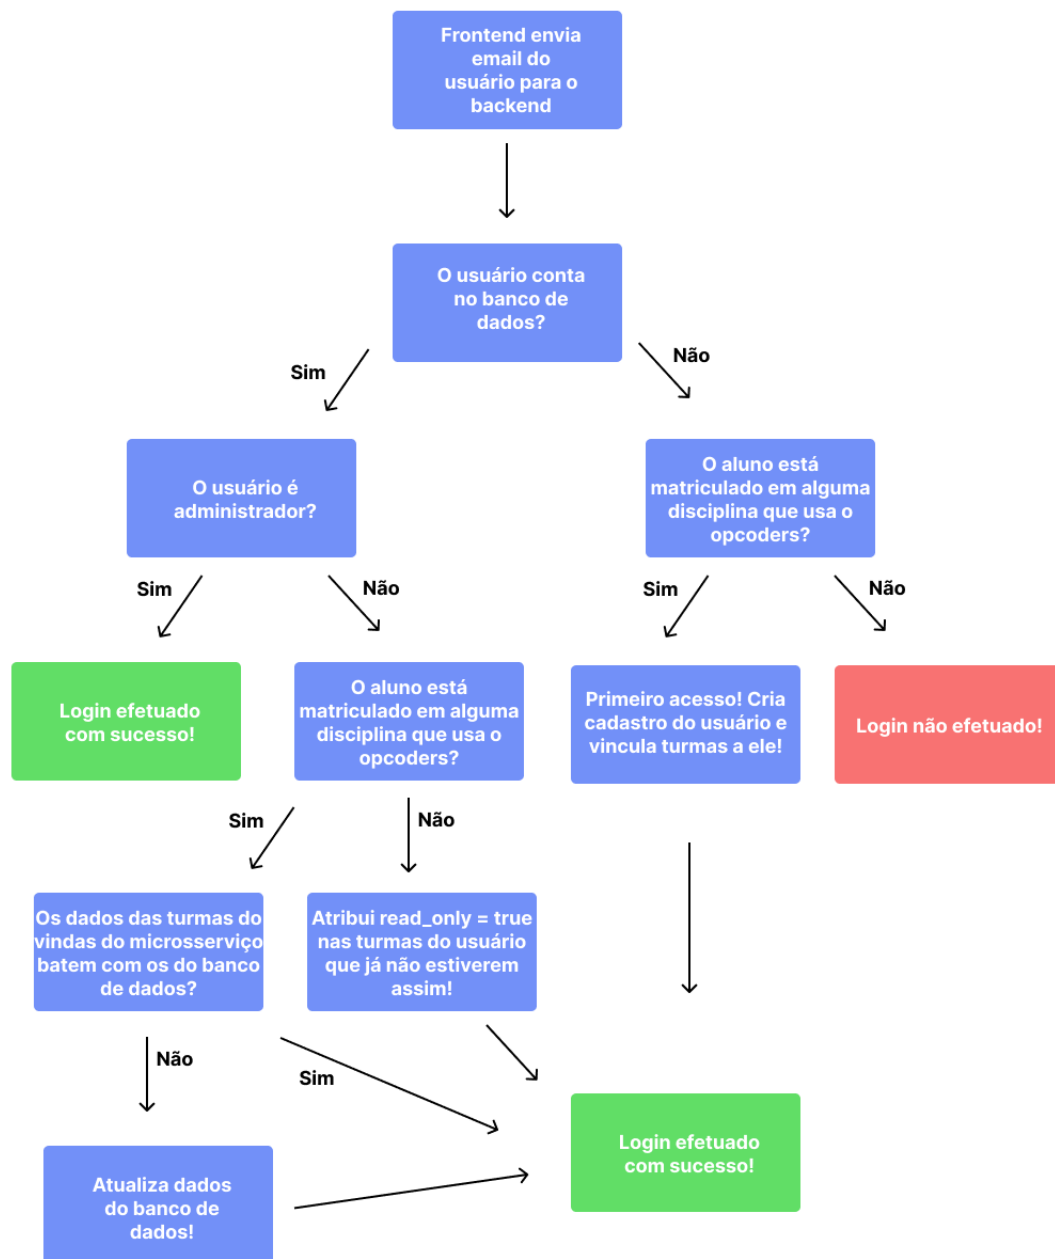 Frontend envia
email do
usuário para o
backend
O usuário conta
no banco de
dados?
Sim
Não
O usuário é
administrador?
O aluno está
matriculado em alguma
disciplina que usa o
opcoders?
Sim
Não
Sim
Não
Login efetuado
com sucesso!
O aluno está
matriculado em alguma
disciplina que usa o
opcoders?
Primeiro acesso! Cria
cadastro do usuário e
vincula turmas a ele!
Login não efetuado!
Sim
Não
Os dados das turmas do
vindas do microsserviço
batem com os do banco
de dados?
Atribui read_only = true
nas turmas do usuário
que já não estiverem
assim!
Não
Sim
Login efetuado
com sucesso!
Atualiza dados
do banco de
dados!